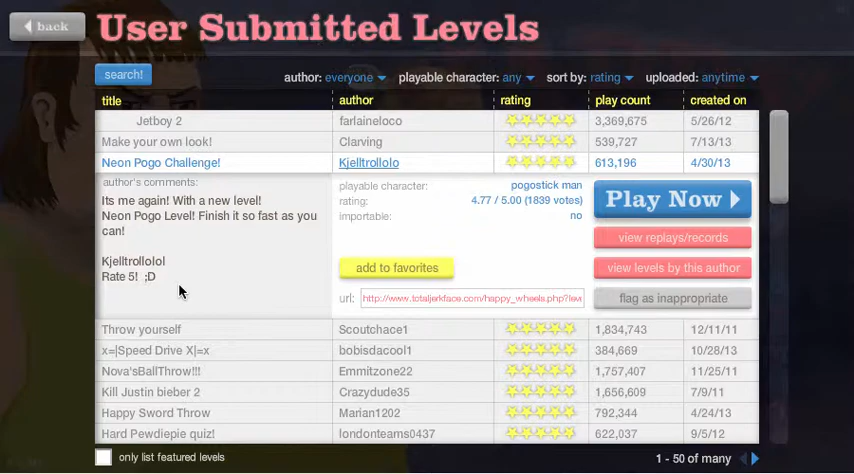 back
User Submitted Levels
search!
author: everyone playable character: any sort by: rating uploaded: anytime
title author rating play count created on
Jetboy 2 farlaineloco 3,369,675 5/26/12
Make your own look! Clarving 539,727 7/13/13
Neon Pogo Challenge! Kjelltrollolo 613,196 4/30/13
author's comments:
Its me again! With a new level!
Neon Pogo Level! Finish it so fast as you
can!
Kjelltrollolol
Rate 5! ;D
playable character: pogostick man
rating: 4.77 / 5.00 (1839 votes)
importable: no
add to favorites
url: http://www.totaljerkface.com/happy_wheels.php?lev
Play Now
view replays/records
view levels by this author
flag as inappropriate
Throw yourself Scoutchace1 1,834,743 12/11/11
x=|Speed Drive X|=x bobisdacool1 384,669 10/28/13
Nova'sBallThrow!!! Emmitzone22 1,757,407 11/25/11
Kill Justin bieber 2 Crazydude35 1,656,609 7/9/11
Happy Sword Throw Marian1202 792,344 4/24/13
Hard Pewdiepie quiz! londonteams0437 622,037 9/5/12
only list featured levels
1 - 50 of many